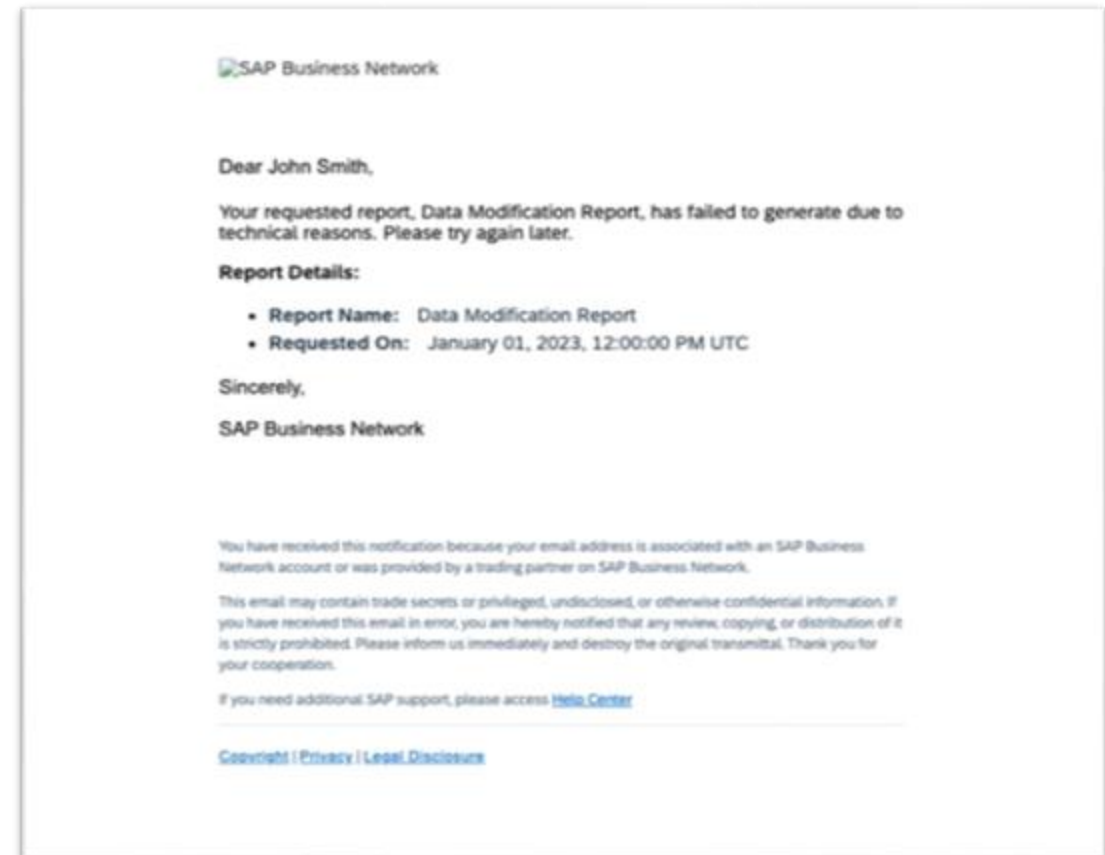 SAP Business Network
Dear John Smith,
Your requested report, Data Modification Report, has failed to generate due to
technical reasons. Please try again later.
Report Details:
• Report Name: Data Modification Report
• Requested On: January 01, 2023, 12:00:00 PM UTC
Sincerely,
SAP Business Network
You have received this notification because your email address is associated with an SAP Business
Network account or was provided by a trading partner on SAP Business Network.
This email may contain trade secrets or privileged, undisclosed, or otherwise confidential information. If
you have received this email in error, you are hereby notified that any review, copying, or distribution of it
is strictly prohibited. Please inform us immediately and destroy the original transmittal. Thank you for
your cooperation.
If you need additional SAP support, please access Help Center
Copyright | Privacy | Legal Disclosure